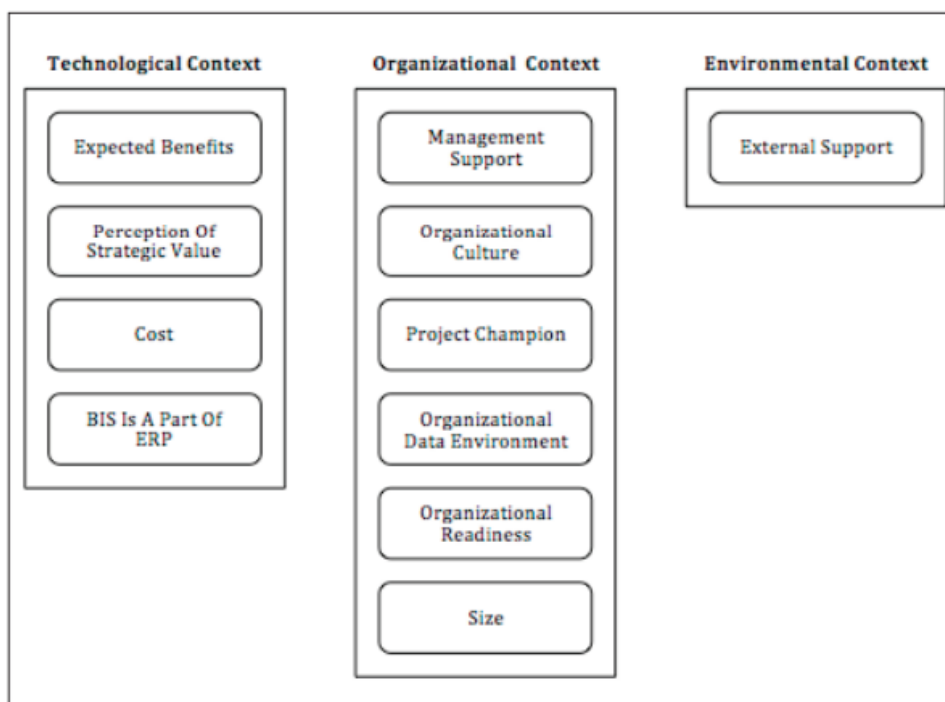 Technological Context
Expected Benefits
Perception Of
Strategic Value
Cost
BIS Is A Part Of
ERP
Organizational Context
Management
Support
Organizational
Culture
Project Champion
Organizational
Data Environment
Organizational
Readiness
Size
Environmental Context
External Support